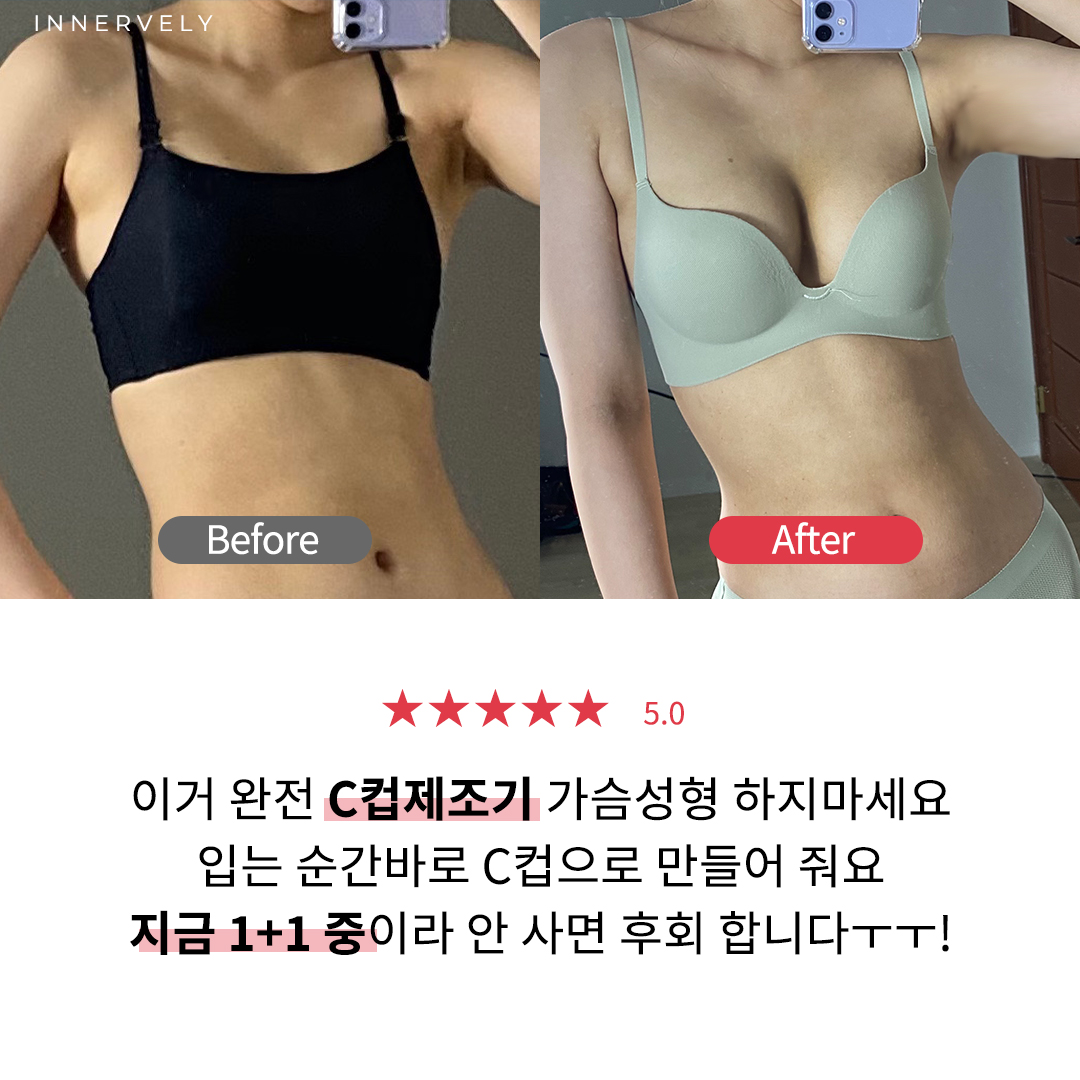 INNERVELY
Before
After
★★★★★ 5.0
이거 완전 C컵제조기 가슴성형 하지마세요
입는 순간바로 C컵으로 만들어 줘요
지금 1+1 중이라 안 사면 후회 합니다ㅜㅜ!